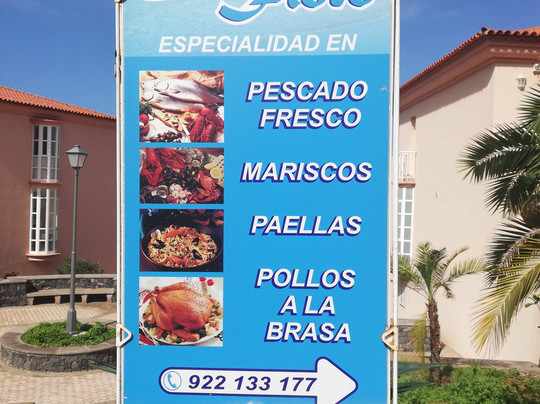 ESPECIALIDAD EN
PESCADO
FRESCO
MARISCOS
PAELLAS
POLLOS
A LA
BRASA
922 133 177